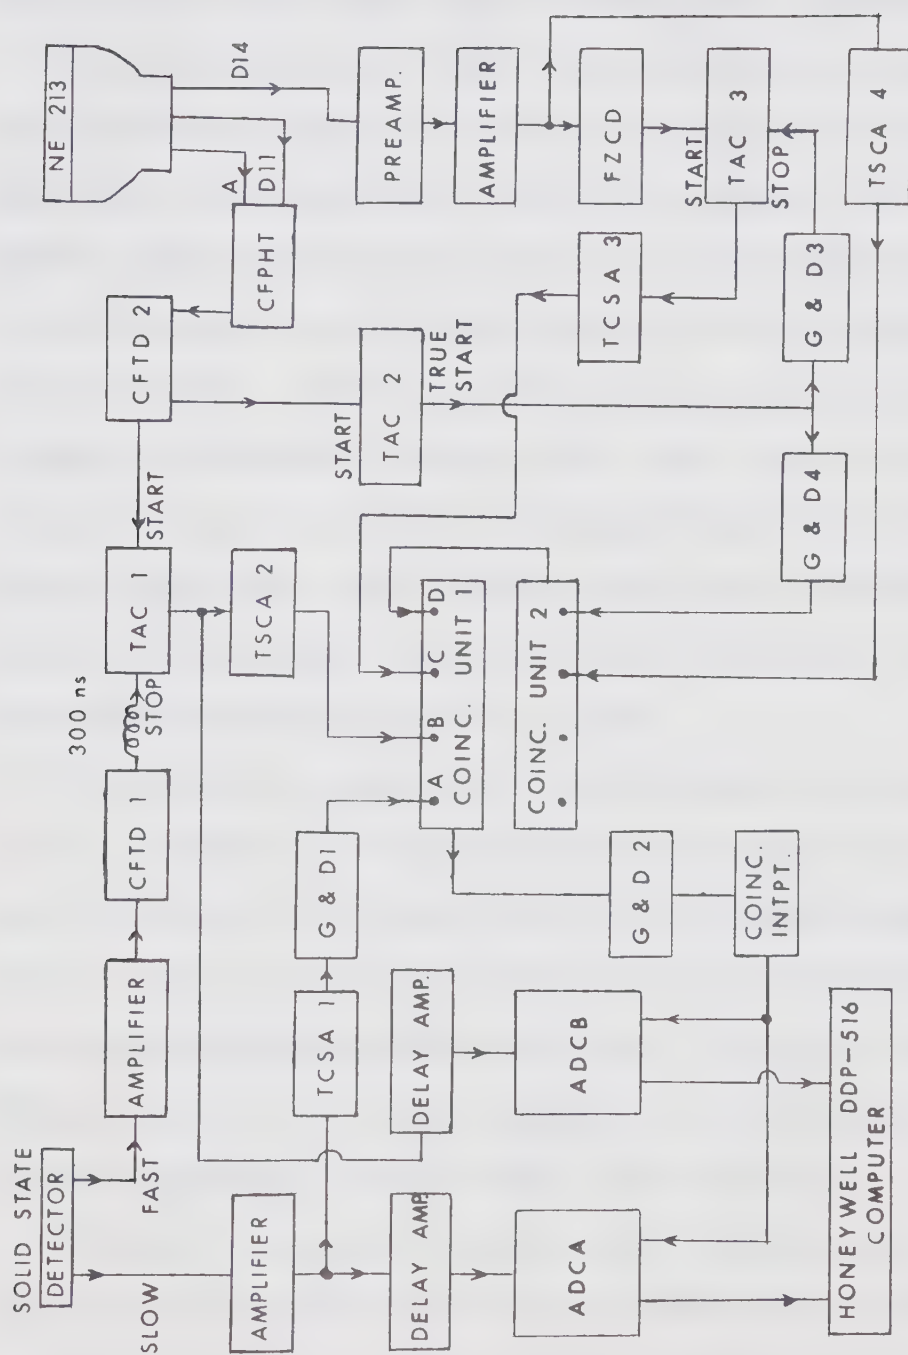 SOLID STATE
DETECTOR
SLOW
FAST
AMPLIFIER
CFTD 1
300 ns
STOP
TAC 1
START
CFTD 2
CFPHT
A
D11
D14
NE 213
AMPLIFIER
TCSA 1
G & D1
TSCA 2
START
TAC 2
TRUE
START
TCSA 3
PREAMP.
AMPLIFIER
FZCD
START
TAC 3
STOP
TSCA 4
G & D3
G & D4
DELAY AMP.
DELAY AMP.
A
B
C
D
COINC. UNIT 1
COINC. UNIT 2
G & D 2
COINC.
INTPT.
ADCA
ADCB
HONEYWELL DDP-516
COMPUTER